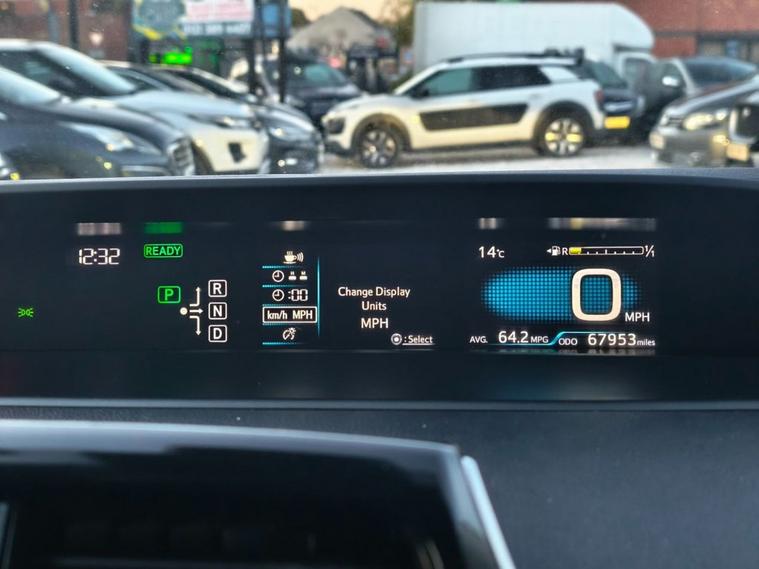 12:32
READY
P
R
N
D
:00
km/h MPH
Change Display
Units
MPH
: Select
14°c
R
1/1
0
MPH
AVG. 64.2 MPG
ODO 67953 miles